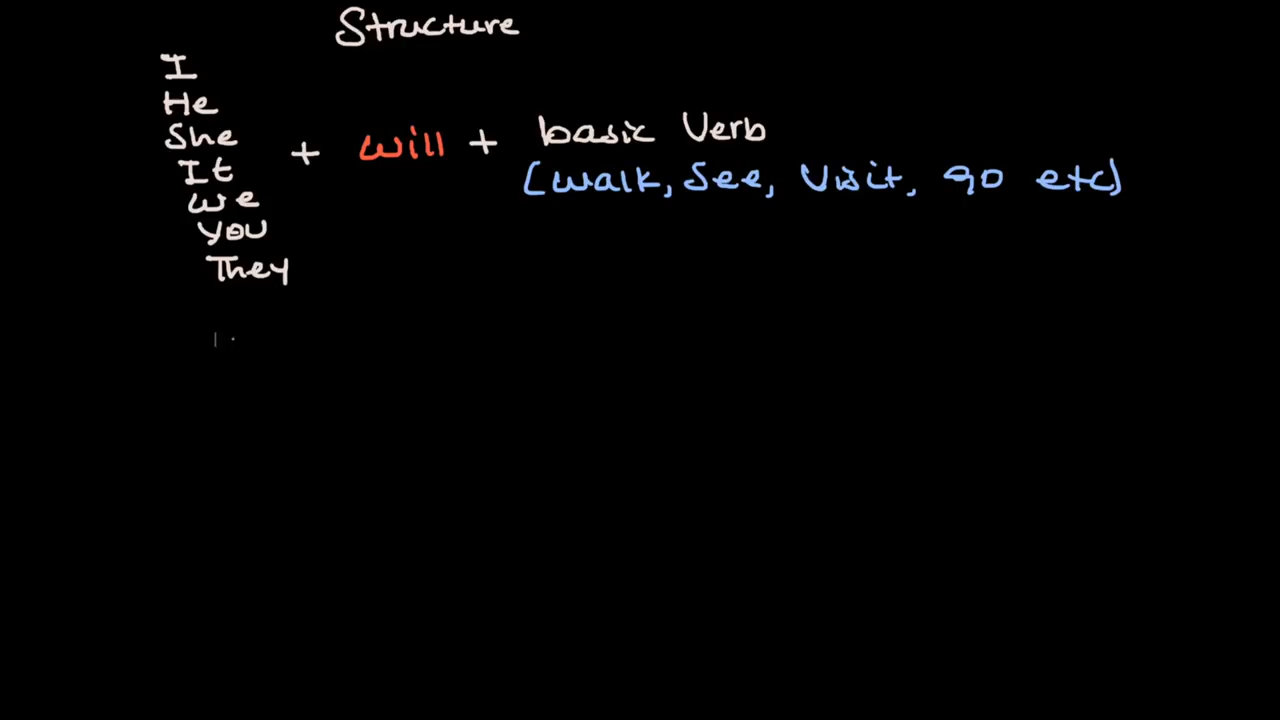 Structure
I
He
She + will + basic Verb
It (walk, See, Visit, go etc)
we
you
They